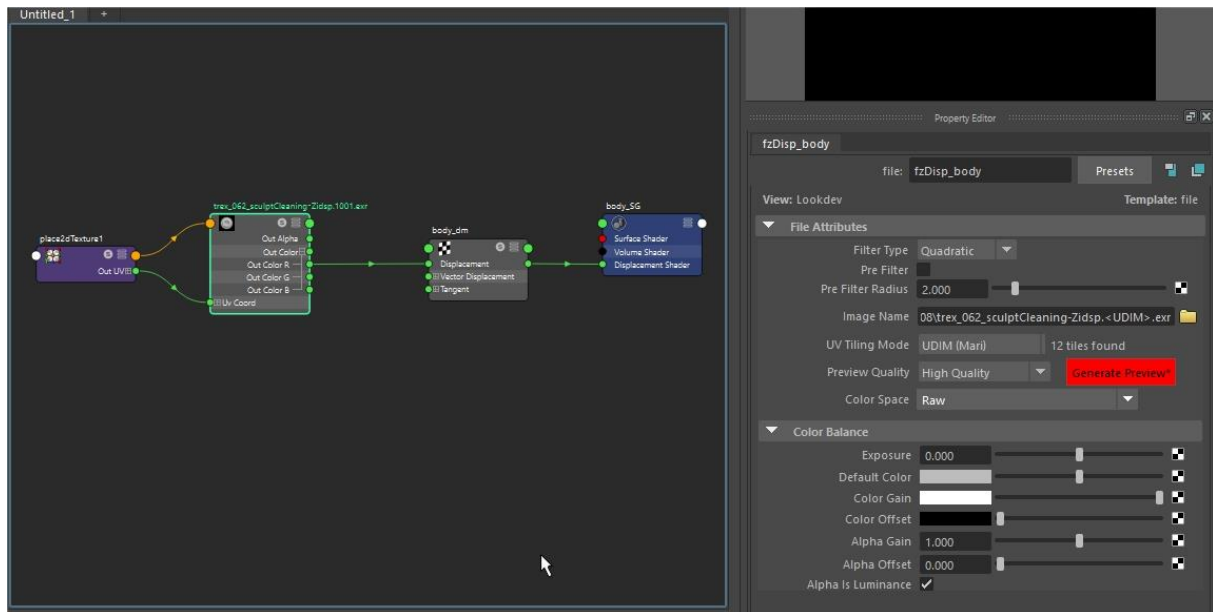 Untitled_1 +
trex_062_sculptCleaning-Zidsp.1001.exr
Out Alpha
Out Color
Out Color R
Out Color G
Out Color B
Uv Coord
place2dTexture1
Out UV
body_dm
Displacement
Vector Displacement
Tangent
body_SG
Surface Shader
Volume Shader
Displacement Shader
Property Editor
fzDisp_body
file: fzDisp_body Presets
View: Lookdev Template: file
File Attributes
Filter Type Quadratic
Pre Filter
Pre Filter Radius 2.000
Image Name 08\trex_062_sculptCleaning-Zidsp.<UDIM>.exr
UV Tiling Mode UDIM (Mari) 12 tiles found
Preview Quality High Quality Generate Preview*
Color Space Raw
Color Balance
Exposure 0.000
Default Color
Color Gain
Color Offset
Alpha Gain 1.000
Alpha Offset 0.000
Alpha Is Luminance